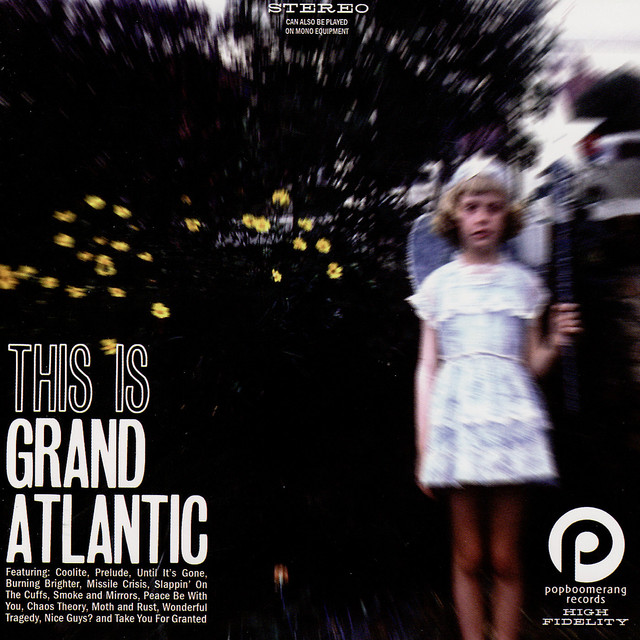 STEREO
CAN ALSO BE PLAYED
ON MONO EQUIPMENT
THIS IS
GRAND
ATLANTIC
Featuring: Coolite, Prelude, Until It's Gone,
Burning Brighter, Missile Crisis, Slappin' On
The Cuffs, Smoke and Mirrors, Peace Be With
You, Chaos Theory, Moth and Rust, Wonderful
Tragedy, Nice Guys? and Take You For Granted
P
popboomerang
records
HIGH
FIDELITY